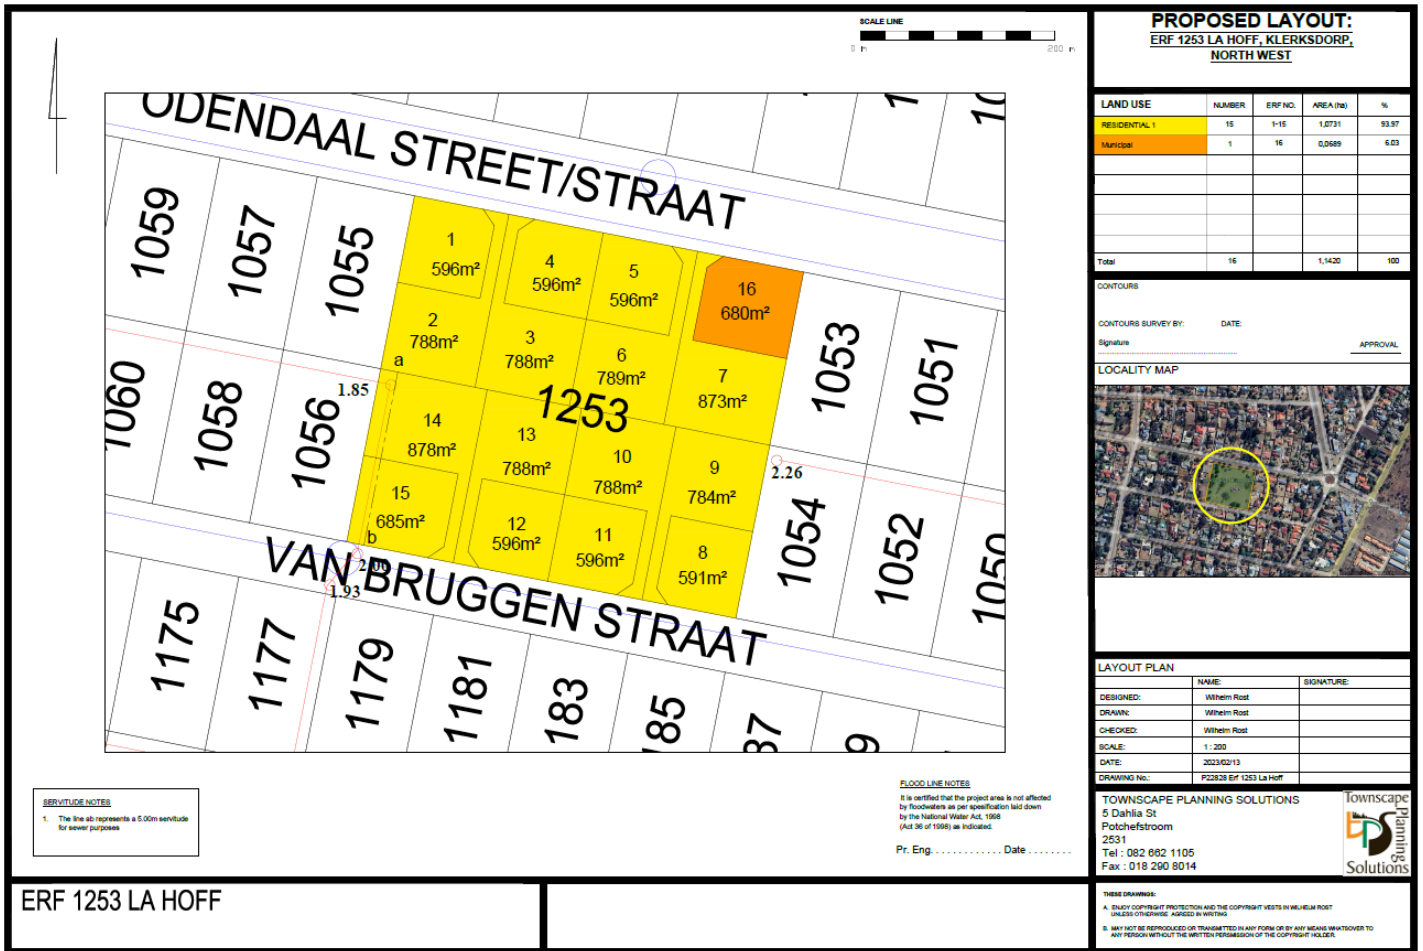 SCALE LINE
0 m 200 m
ODENDAAL STREET/STRAAT
1059
1057
1055
1
596m²
4
596m²
5
596m²
16
680m²
2
788m²
3
788m²
6
789m²
7
873m²
1053
1051
1060
1058
1056
a
1.85
1253
14
878m²
13
788m²
10
788m²
9
784m²
2.26
15
685m²
12
596m²
11
596m²
8
591m²
1054
1052
b
2.00
1.93
VAN BRUGGEN STRAAT
1175
1177
1179
1181
183
185
SERVITUDE NOTES
1. The line ab represents a 5.00m servitude
for sewer purposes
FLOOD LINE NOTES
It is certified that the project area is not affected
by floodwaters as per spesification laid down
by the National Water Act, 1998
(Act 36 of 1998) as indicated.
Pr. Eng. . . . . . . . . . . . . Date . . . . . . . .
ERF 1253 LA HOFF
PROPOSED LAYOUT:
ERF 1253 LA HOFF, KLERKSDORP,
NORTH WEST
LAND USE NUMBER ERF NO. AREA (ha) %
RESIDENTIAL 1 15 1-15 1,0731 93.97
Municipal 1 16 0,0689 6.03
Total 16 1,1420 100
CONTOURS
CONTOURS SURVEY BY: DATE:
Signature
APPROVAL
LOCALITY MAP
LAYOUT PLAN
NAME: SIGNATURE:
DESIGNED: Wilhelm Rost
DRAWN: Wilhelm Rost
CHECKED: Wilhelm Rost
SCALE: 1 : 200
DATE: 2023/02/13
DRAWING No.: P22828 Erf 1253 La Hoff
TOWNSCAPE PLANNING SOLUTIONS
5 Dahlia St
Potchefstroom
2531
Tel : 082 662 1105
Fax : 018 290 8014
Townscape
Planning
Solutions
THESE DRAWINGS:
A. ENJOY COPYRIGHT PROTECTION AND THE COPYRIGHT VESTS IN WILHELM ROST
UNLESS OTHERWISE AGREED IN WRITING
B. MAY NOT BE REPRODUCED OR TRANSMITTED IN ANY FORM OR BY ANY MEANS WHATSOVER TO
ANY PERSON WITHOUT THE WRITTEN PERSMISSION OF THE COPYRIGHT HOLDER.